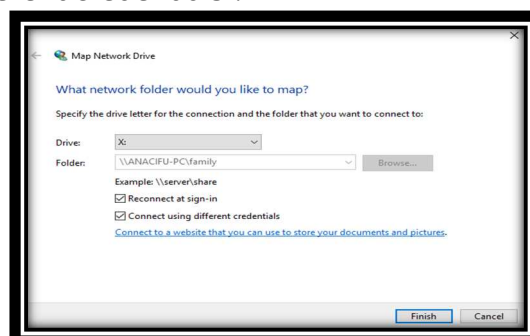 Map Network Drive
What network folder would you like to map?
Specify the drive letter for the connection and the folder that you want to connect to:
Drive: X:
Folder: \\ANACIFU-PC\family Browse...
Example: \\server\share
Reconnect at sign-in
Connect using different credentials
Connect to a website that you can use to store your documents and pictures.
Finish Cancel